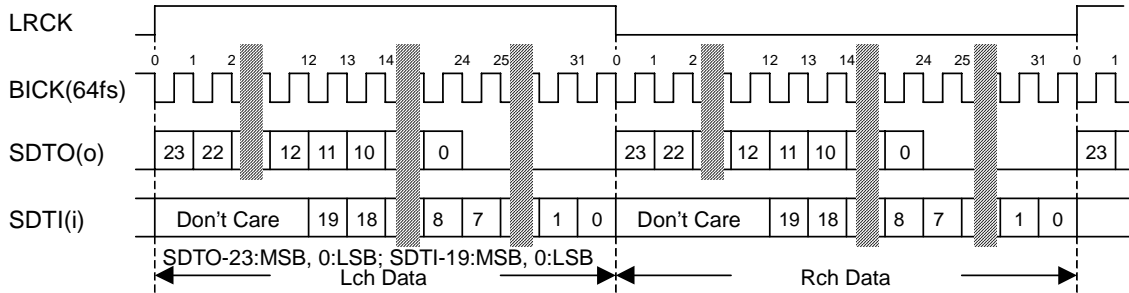 LRCK
0 1 2 12 13 14 24 25 31 0 1 2 12 13 14 24 25 31 0 1
BICK(64fs)
SDTO(o) 23 22 12 11 10 0 23 22 12 11 10 0 23
SDTI(i) Don't Care 19 18 8 7 1 0 Don't Care 19 18 8 7 1 0
SDTO-23:MSB, 0:LSB; SDTI-19:MSB, 0:LSB
Lch Data Rch Data